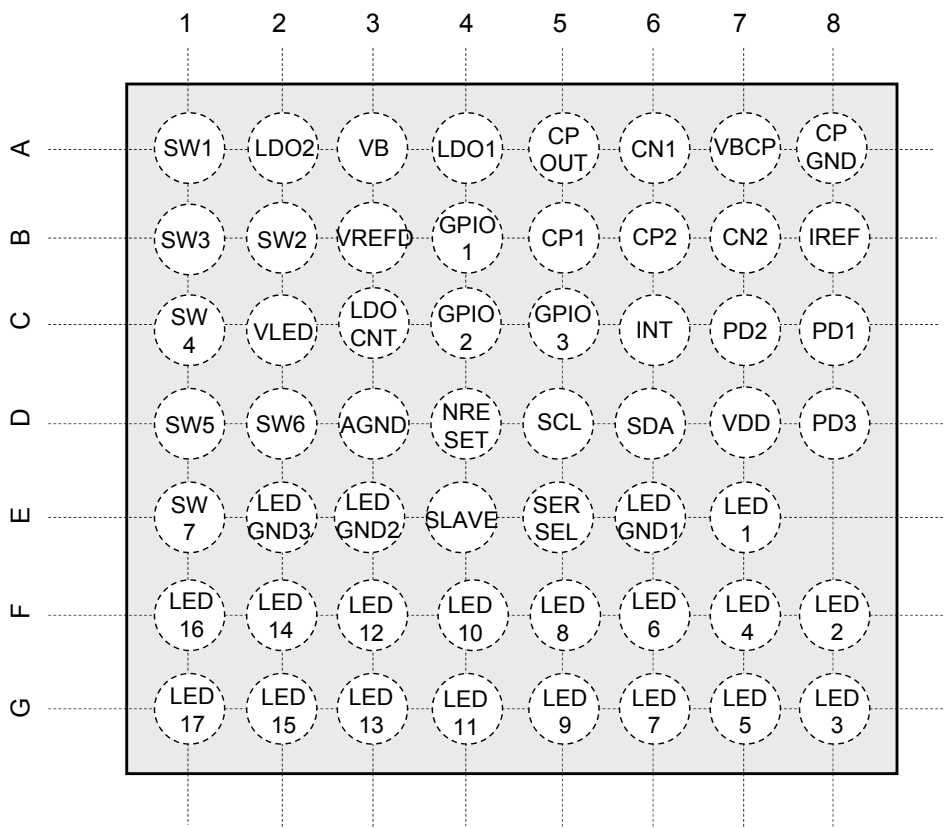 1 2 3 4 5 6 7 8
A
SW1 LDO2 VB LDO1 CP OUT CN1 VBCP CP GND
B
SW3 SW2 VREFD GPIO 1 CP1 CP2 CN2 IREF
C
SW 4 VLED LDO CNT GPIO 2 GPIO 3 INT PD2 PD1
D
SW5 SW6 AGND NRE SET SCL SDA VDD PD3
E
SW 7 LED GND3 LED GND2 SLAVE SER SEL LED GND1 LED 1
F
LED 16 LED 14 LED 12 LED 10 LED 8 LED 6 LED 4 LED 2
G
LED 17 LED 15 LED 13 LED 11 LED 9 LED 7 LED 5 LED 3